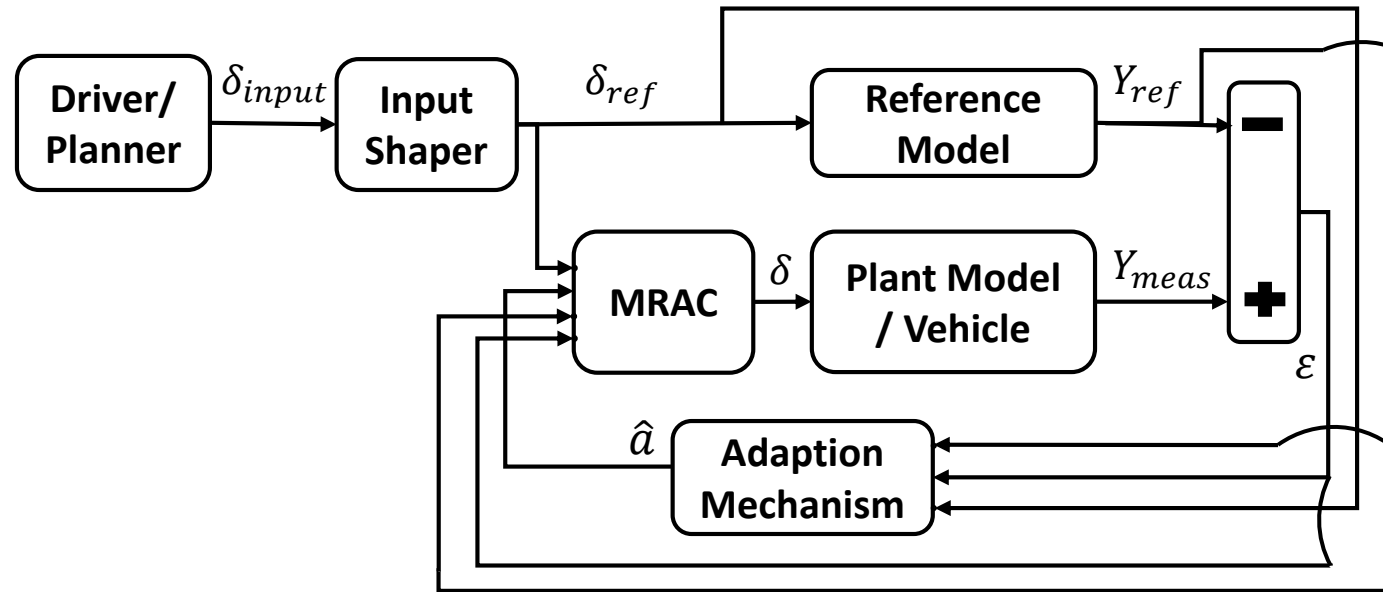 Driver/
Planner
δ_input
Input
Shaper
δ_ref
Reference
Model
Y_ref
−
MRAC
δ
Plant Model
/ Vehicle
Y_meas
+
ε
â
Adaption
Mechanism